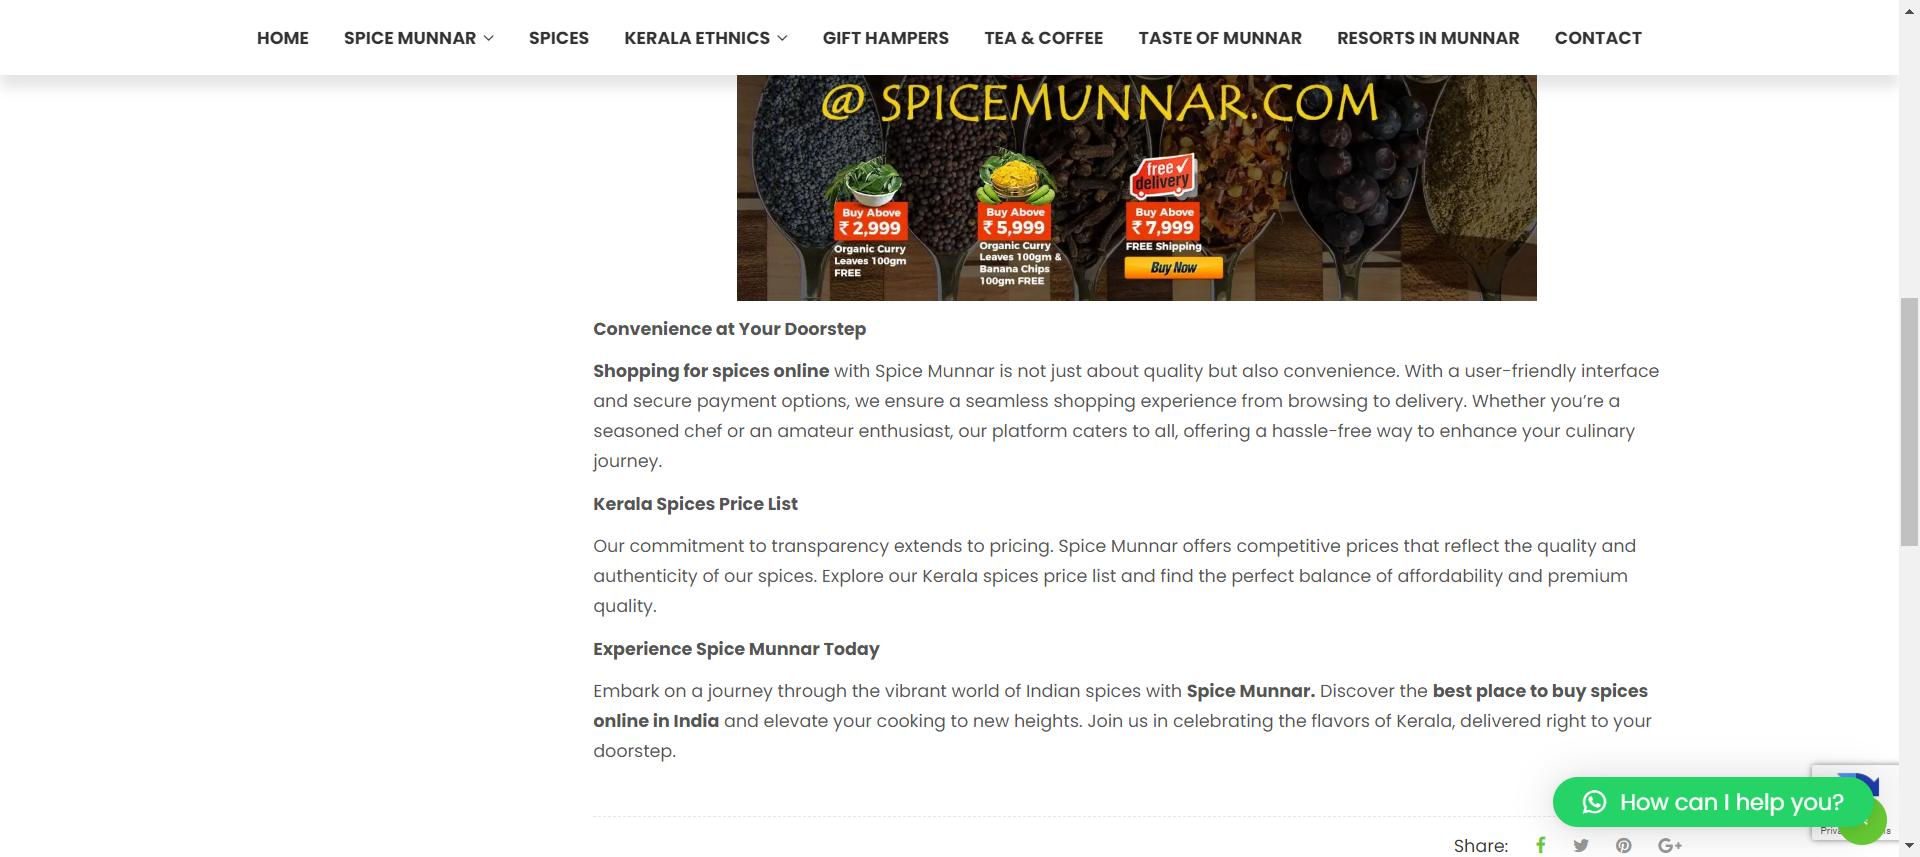 HOME SPICE MUNNAR SPICES KERALA ETHNICS GIFT HAMPERS TEA & COFFEE TASTE OF MUNNAR RESORTS IN MUNNAR CONTACT
@ SPICEMUNNAR.COM
Buy Above
₹ 2,999
Organic Curry
Leaves 100gm
FREE
Buy Above
₹ 5,999
Organic Curry
Leaves 100gm &
Banana Chips
100gm FREE
free
delivery
Buy Above
₹ 7,999
FREE Shipping
Buy Now
Convenience at Your Doorstep
Shopping for spices online with Spice Munnar is not just about quality but also convenience. With a user-friendly interface
and secure payment options, we ensure a seamless shopping experience from browsing to delivery. Whether you’re a
seasoned chef or an amateur enthusiast, our platform caters to all, offering a hassle-free way to enhance your culinary
journey.
Kerala Spices Price List
Our commitment to transparency extends to pricing. Spice Munnar offers competitive prices that reflect the quality and
authenticity of our spices. Explore our Kerala spices price list and find the perfect balance of affordability and premium
quality.
Experience Spice Munnar Today
Embark on a journey through the vibrant world of Indian spices with Spice Munnar. Discover the best place to buy spices
online in India and elevate your cooking to new heights. Join us in celebrating the flavors of Kerala, delivered right to your
doorstep.
How can I help you?
Share: